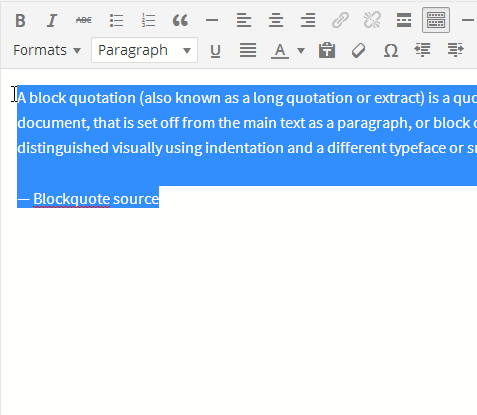 B I ABC
Formats Paragraph U A Ω
A block quotation (also known as a long quotation or extract) is a quo
document, that is set off from the main text as a paragraph, or block
distinguished visually using indentation and a different typeface or
— Blockquote source